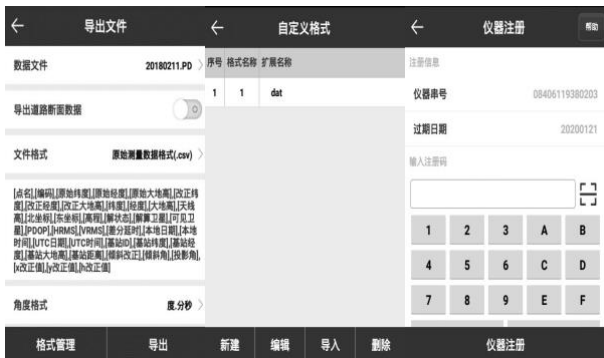 导出文件
数据文件 20180211.PD
导出道路断面数据
文件格式 原始测量数据格式(.csv)
[点名],[编码],[原始纬度],[原始经度],[原始大地高],[改正纬
度],[改正经度],[改正大地高],[纬度],[经度],[大地高],[天线
高],[北坐标],[东坐标],[高程],[解状态],[解算卫星],[可见卫
星],[PDOP],[HRMS],[VRMS],[差分延时],[本地日期],[本地
时间],[UTC日期],[UTC时间],[基站ID],[基站纬度],[基站经
度],[基站大地高],[基站距离],[倾斜改正],[倾斜角],[投影角],
[x改正值],[y改正值],[h改正值]
角度格式 度.分秒
格式管理 导出
自定义格式
序号 格式名称 扩展名称
1 1 dat
新建 编辑 导入 删除
仪器注册 帮助
注册信息
仪器串号 08406119380203
过期日期 20200121
输入注册码
1 2 3 A B
4 5 6 C D
7 8 9 E F
仪器注册